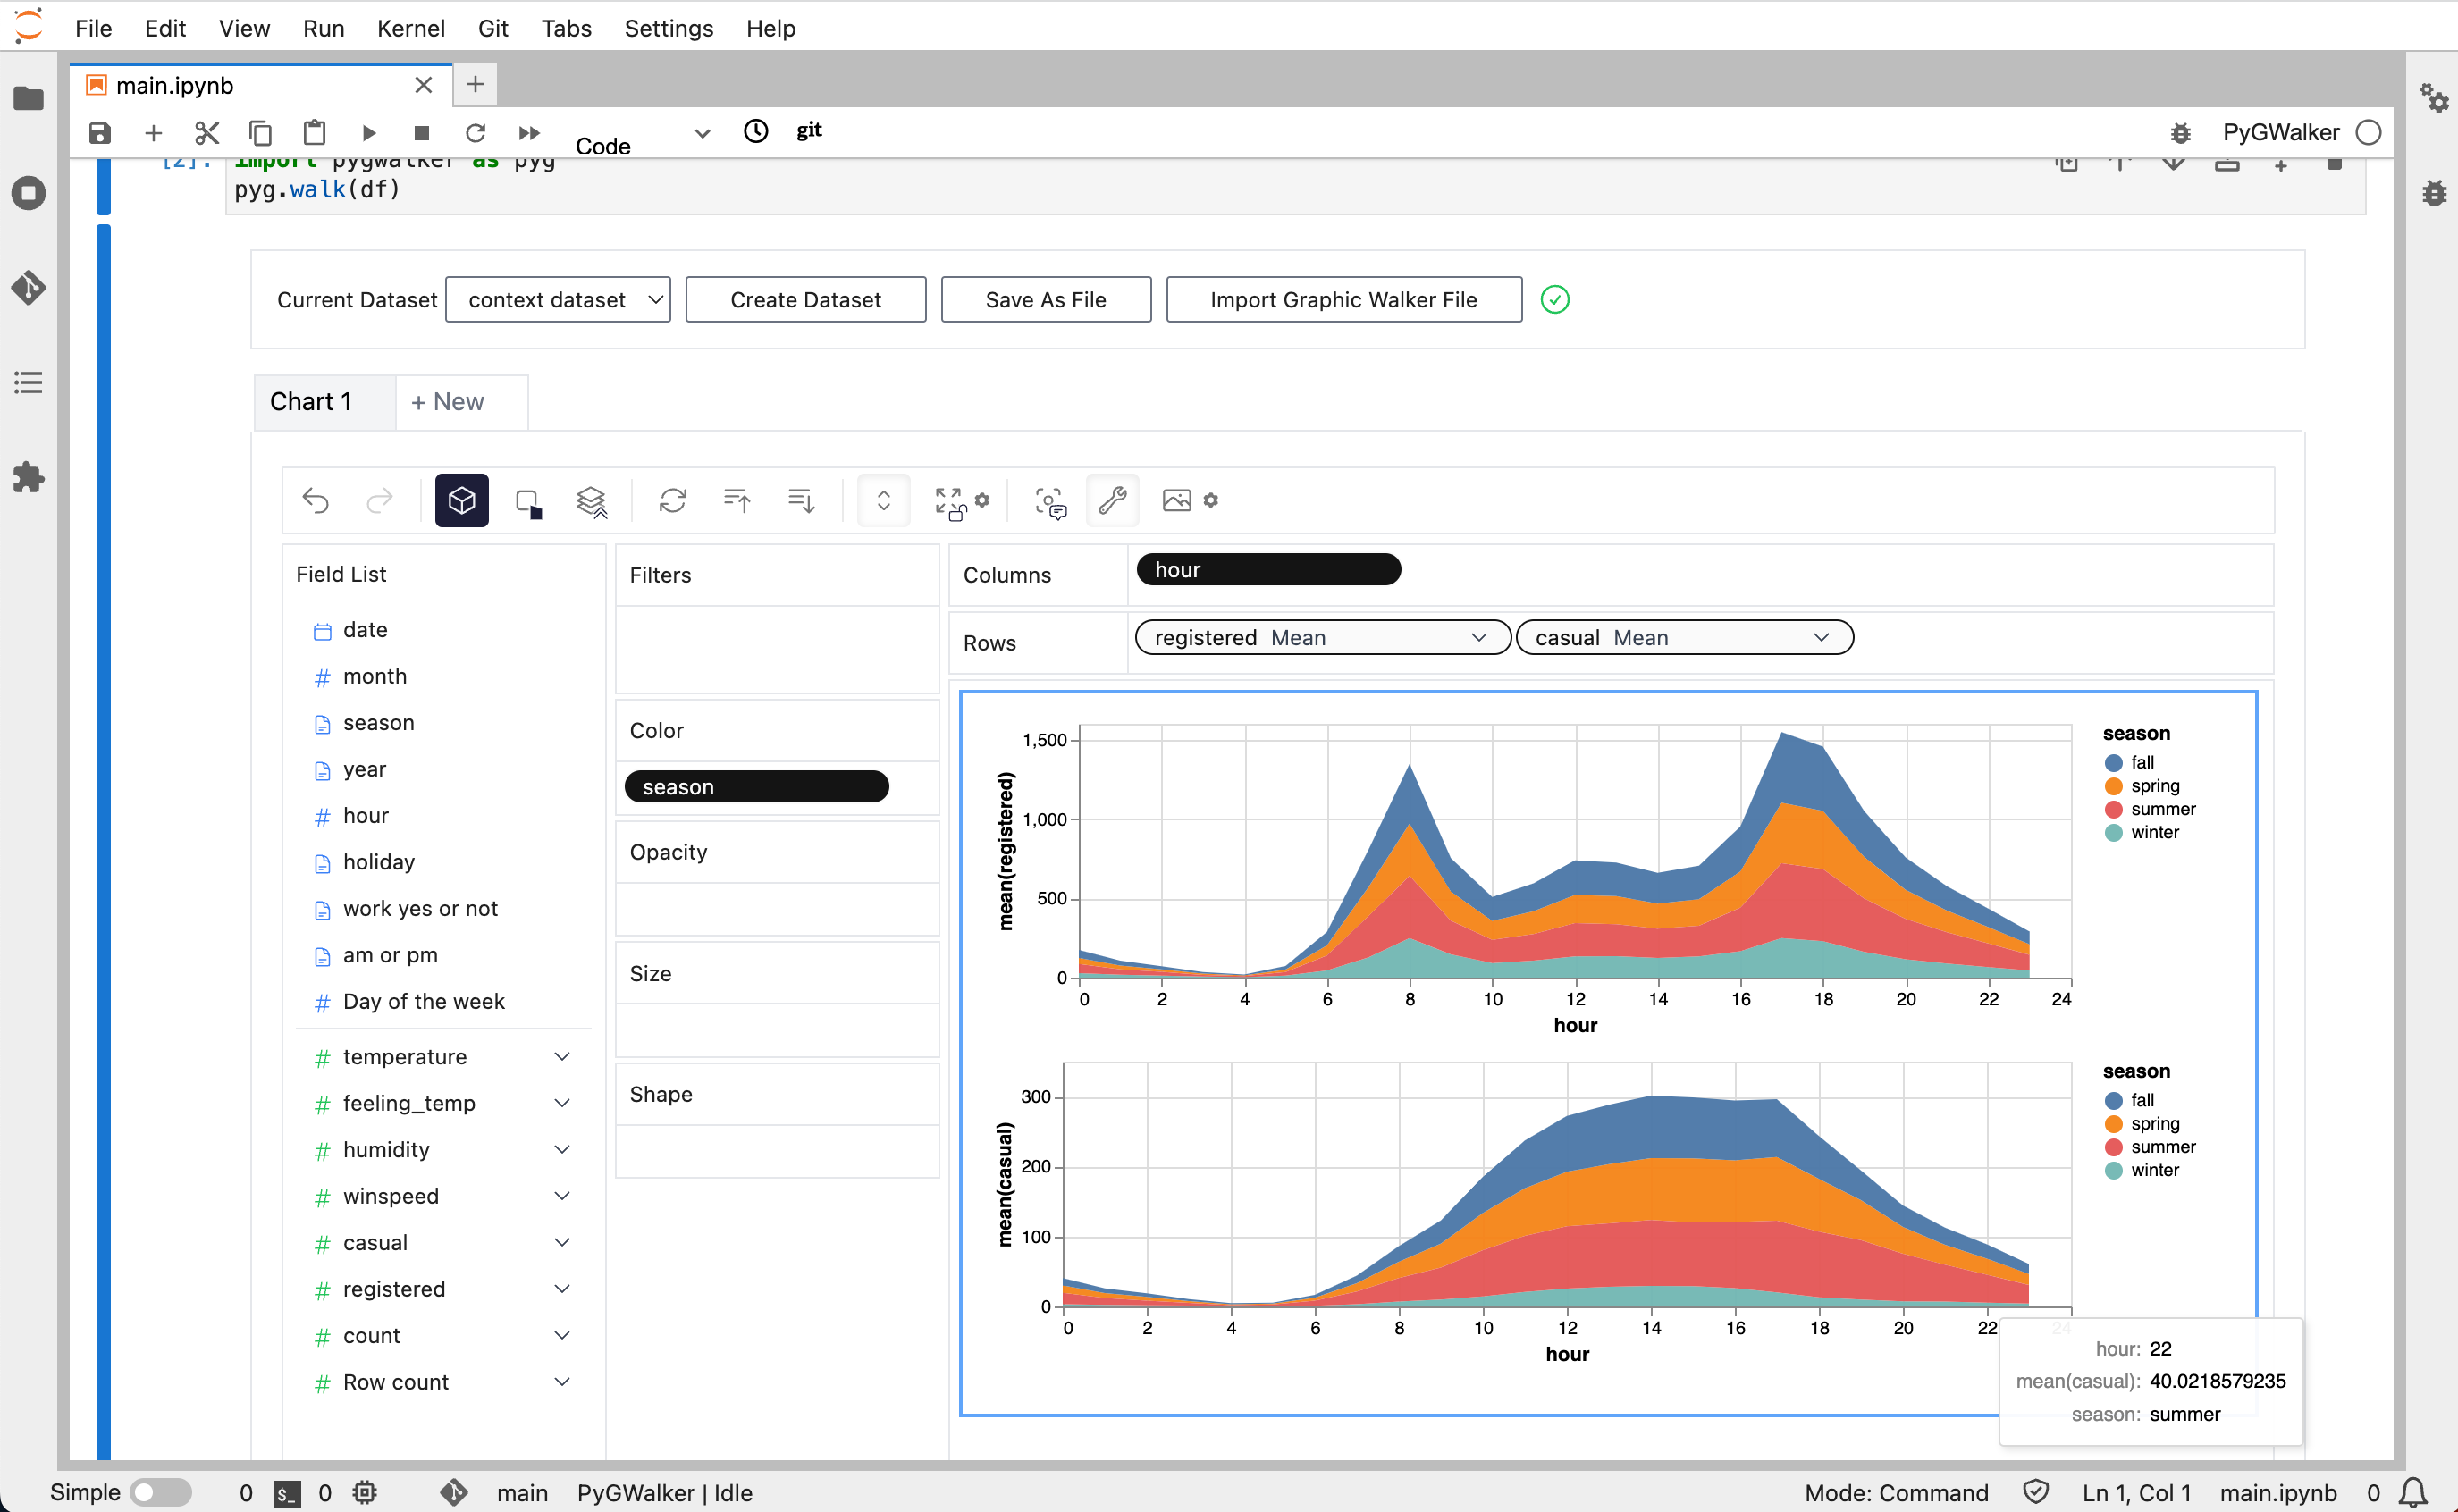 File Edit View Run Kernel Git Tabs Settings Help
main.ipynb
Code git PyGWalker
[2]: import pygwalker as pyg
pyg.walk(df)
Current Dataset context dataset Create Dataset Save As File Import Graphic Walker File
Chart 1 + New
Field List
date
month
season
year
hour
holiday
work yes or not
am or pm
Day of the week
temperature
feeling_temp
humidity
winspeed
casual
registered
count
Row count
Filters
Color
season
Opacity
Size
Shape
Columns hour
Rows registered Mean casual Mean
mean(registered)
1,500
1,000
500
0
0 2 4 6 8 10 12 14 16 18 20 22 24
hour
season
fall
spring
summer
winter
mean(casual)
300
200
100
0
0 2 4 6 8 10 12 14 16 18 20 22 24
hour
season
fall
spring
summer
winter
hour: 22
mean(casual): 40.0218579235
season: summer
Simple 0 $_ 0 main PyGWalker | Idle Mode: Command Ln 1, Col 1 main.ipynb 0